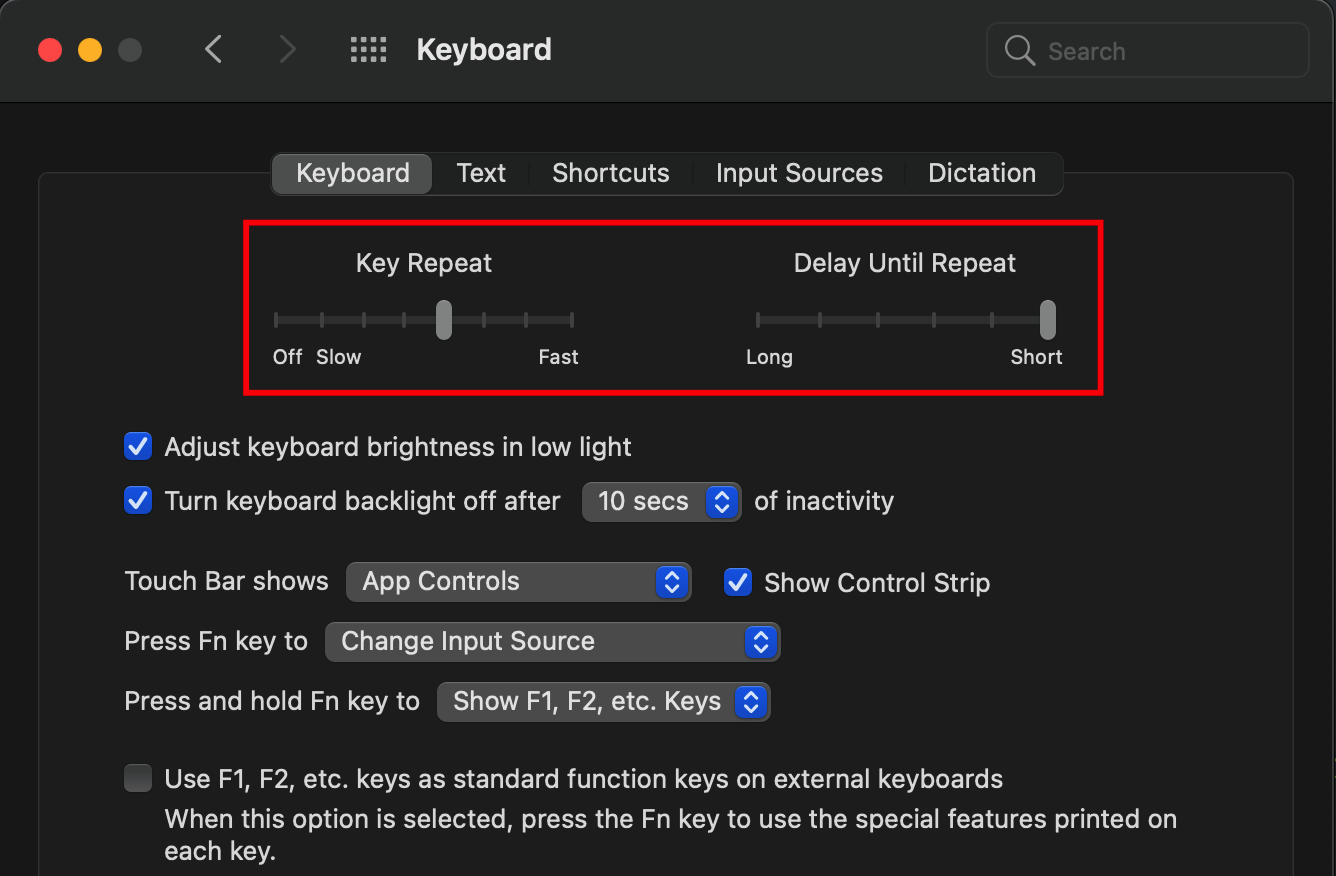 Keyboard
Search
Keyboard Text Shortcuts Input Sources Dictation
Key Repeat Delay Until Repeat
Off Slow Fast Long Short
Adjust keyboard brightness in low light
Turn keyboard backlight off after 10 secs of inactivity
Touch Bar shows App Controls Show Control Strip
Press Fn key to Change Input Source
Press and hold Fn key to Show F1, F2, etc. Keys
Use F1, F2, etc. keys as standard function keys on external keyboards
When this option is selected, press the Fn key to use the special features printed on
each key.